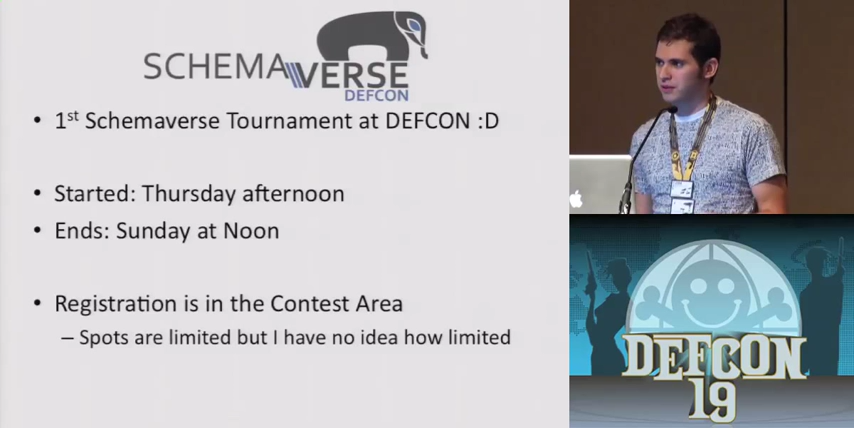 SCHEMAVERSE
DEFCON
• 1st Schemaverse Tournament at DEFCON :D
• Started: Thursday afternoon
• Ends: Sunday at Noon
• Registration is in the Contest Area
– Spots are limited but I have no idea how limited
DEFCON
19